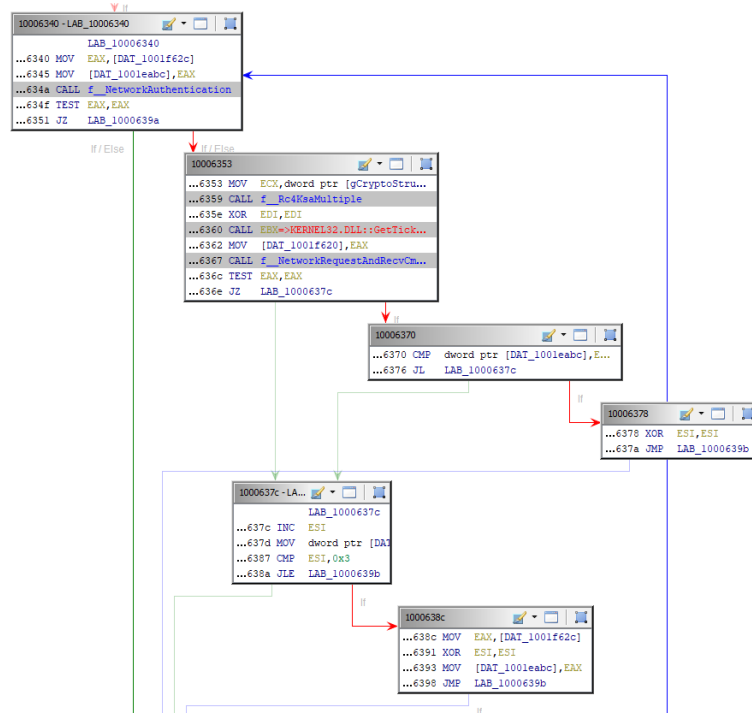 If
10006340 - LAB_10006340
LAB_10006340
...6340 MOV EAX,[DAT_1001f62c]
...6345 MOV [DAT_1001eabc],EAX
...634a CALL f__NetworkAuthentication
...634f TEST EAX,EAX
...6351 JZ LAB_1000639a
If / Else
If / Else
10006353
...6353 MOV ECX,dword ptr [gCryptoStru...
...6359 CALL f__Rc4KsaMultiple
...635e XOR EDI,EDI
...6360 CALL EBX=>KERNEL32.DLL::GetTick...
...6362 MOV [DAT_1001f620],EAX
...6367 CALL f__NetworkRequestAndRecvCm...
...636c TEST EAX,EAX
...636e JZ LAB_1000637c
If
10006370
...6370 CMP dword ptr [DAT_1001eabc],E...
...6376 JL LAB_1000637c
If
10006378
...6378 XOR ESI,ESI
...637a JMP LAB_1000639b
1000637c - LA...
LAB_1000637c
...637c INC ESI
...637d MOV dword ptr [DAT
...6387 CMP ESI,0x3
...638a JLE LAB_1000639b
If
1000638c
...638c MOV EAX,[DAT_1001f62c]
...6391 XOR ESI,ESI
...6393 MOV [DAT_1001eabc],EAX
...6398 JMP LAB_1000639b
If